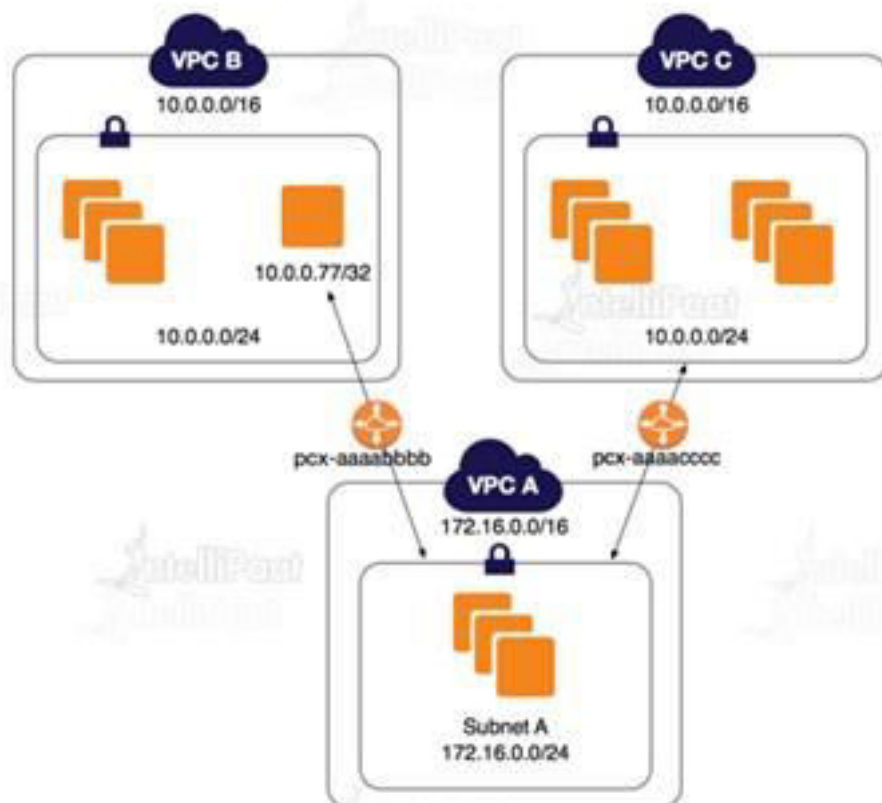 VPC B
10.0.0.0/16
10.0.0.77/32
10.0.0.0/24
VPC C
10.0.0.0/16
10.0.0.0/24
pcx-aaaabbbb
pcx-aaaacccc
VPC A
172.16.0.0/16
Subnet A
172.16.0.0/24